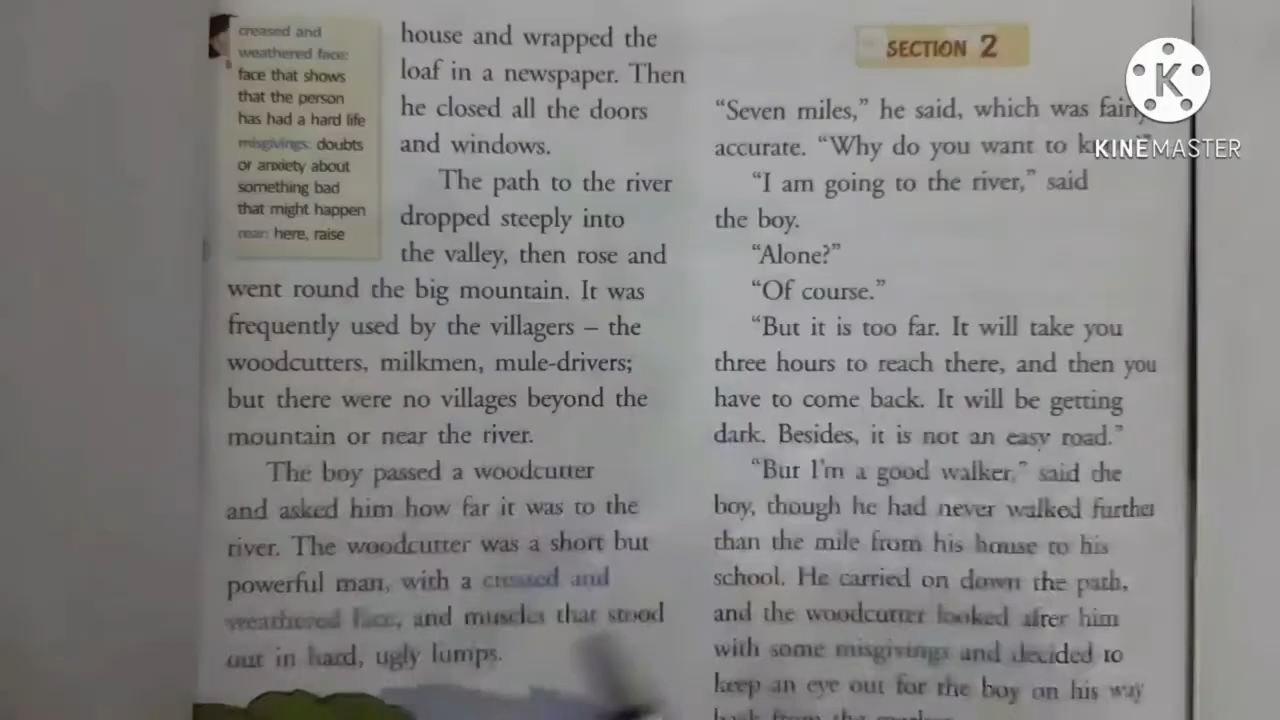 creased and
weathered face:
face that shows
that the person
has had a hard life
misgivings: doubts
or anxiety about
something bad
that might happen
rear: here, raise
house and wrapped the
loaf in a newspaper. Then
he closed all the doors
and windows.
The path to the river
dropped steeply into
the valley, then rose and
went round the big mountain. It was
frequently used by the villagers – the
woodcutters, milkmen, mule-drivers;
but there were no villages beyond the
mountain or near the river.
The boy passed a woodcutter
and asked him how far it was to the
river. The woodcutter was a short but
powerful man, with a creased and
weathered face, and muscles that stood
out in hard, ugly lumps.
SECTION 2
“Seven miles,” he said, which was
accurate. “Why do you want to
“I am going to the river,” said
the boy.
“Alone?”
“Of course.”
“But it is too far. It will take you
three hours to reach there, and then you
have to come back. It will be getting
dark. Besides, it is not an easy road.”
“But I'm a good walker,” said the
boy, though he had never walked further
than the mile from his house to his
school. He carried on down the path,
and the woodcutter looked after him
with some misgivings and decided to
keep an eye out for the boy on his way
K
KINEMASTER